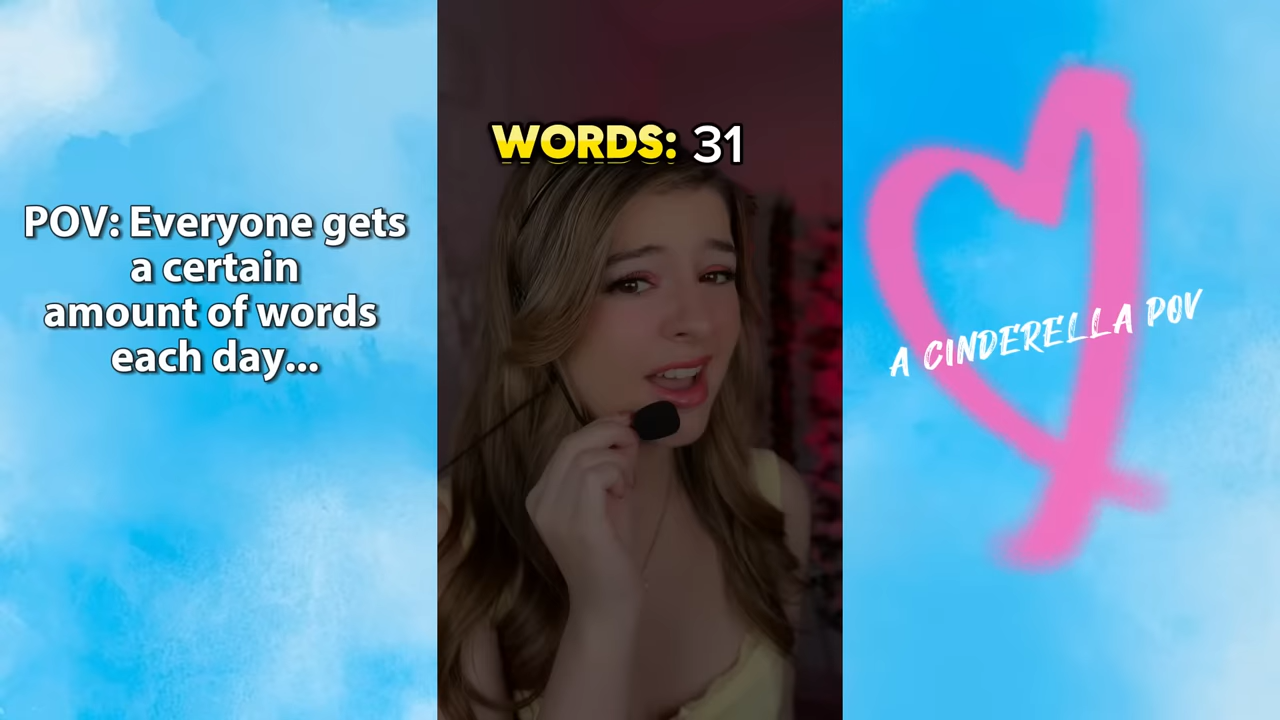 POV: Everyone gets
a certain
amount of words
each day...
WORDS: 31
A CINDERELLA POV